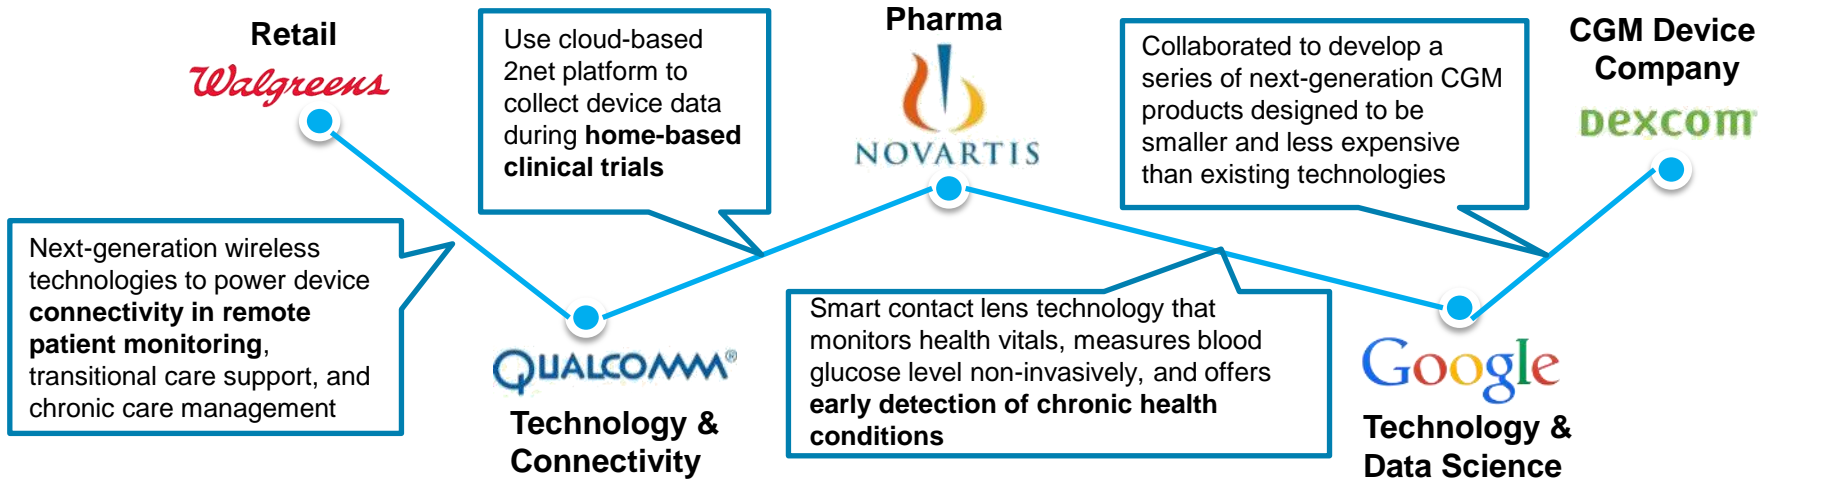 Retail
Walgreens
Next-generation wireless
technologies to power device
connectivity in remote
patient monitoring,
transitional care support, and
chronic care management
Use cloud-based
2net platform to
collect device data
during home-based
clinical trials
QUALCOMM®
Technology &
Connectivity
Pharma
NOVARTIS
Smart contact lens technology that
monitors health vitals, measures blood
glucose level non-invasively, and offers
early detection of chronic health
conditions
Collaborated to develop a
series of next-generation CGM
products designed to be
smaller and less expensive
than existing technologies
Google
Technology &
Data Science
CGM Device
Company
Dexcom